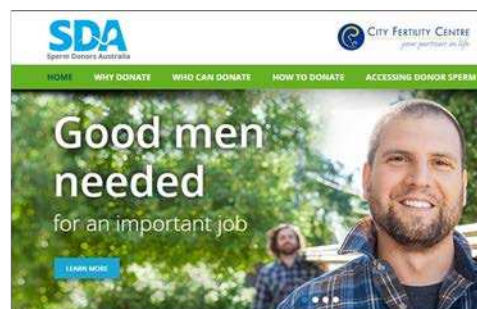 SDA
Sperm Donors Australia
CITY FERTILITY CENTRE
your partners in life
HOME WHY DONATE WHO CAN DONATE HOW TO DONATE ACCESSING DONOR SPERM
Good men
needed
for an important job
LEARN MORE